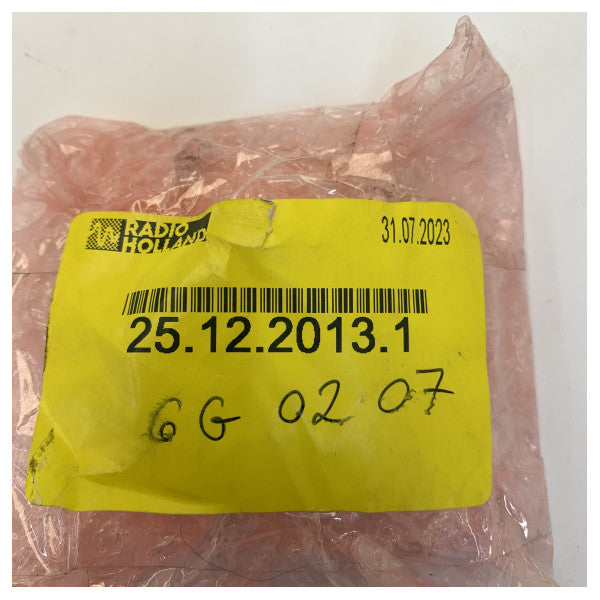 RADIO
HOLLAND
31.07.2023
25.12.2013.1
6G 02 07